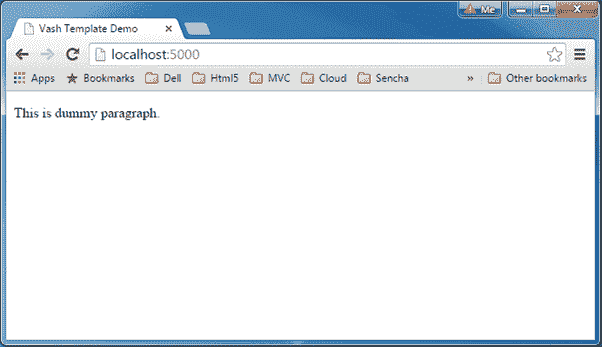 Me
Vash Template Demo
localhost:5000
Apps Bookmarks Dell Html5 MVC Cloud Sencha » Other bookmarks
This is dummy paragraph.